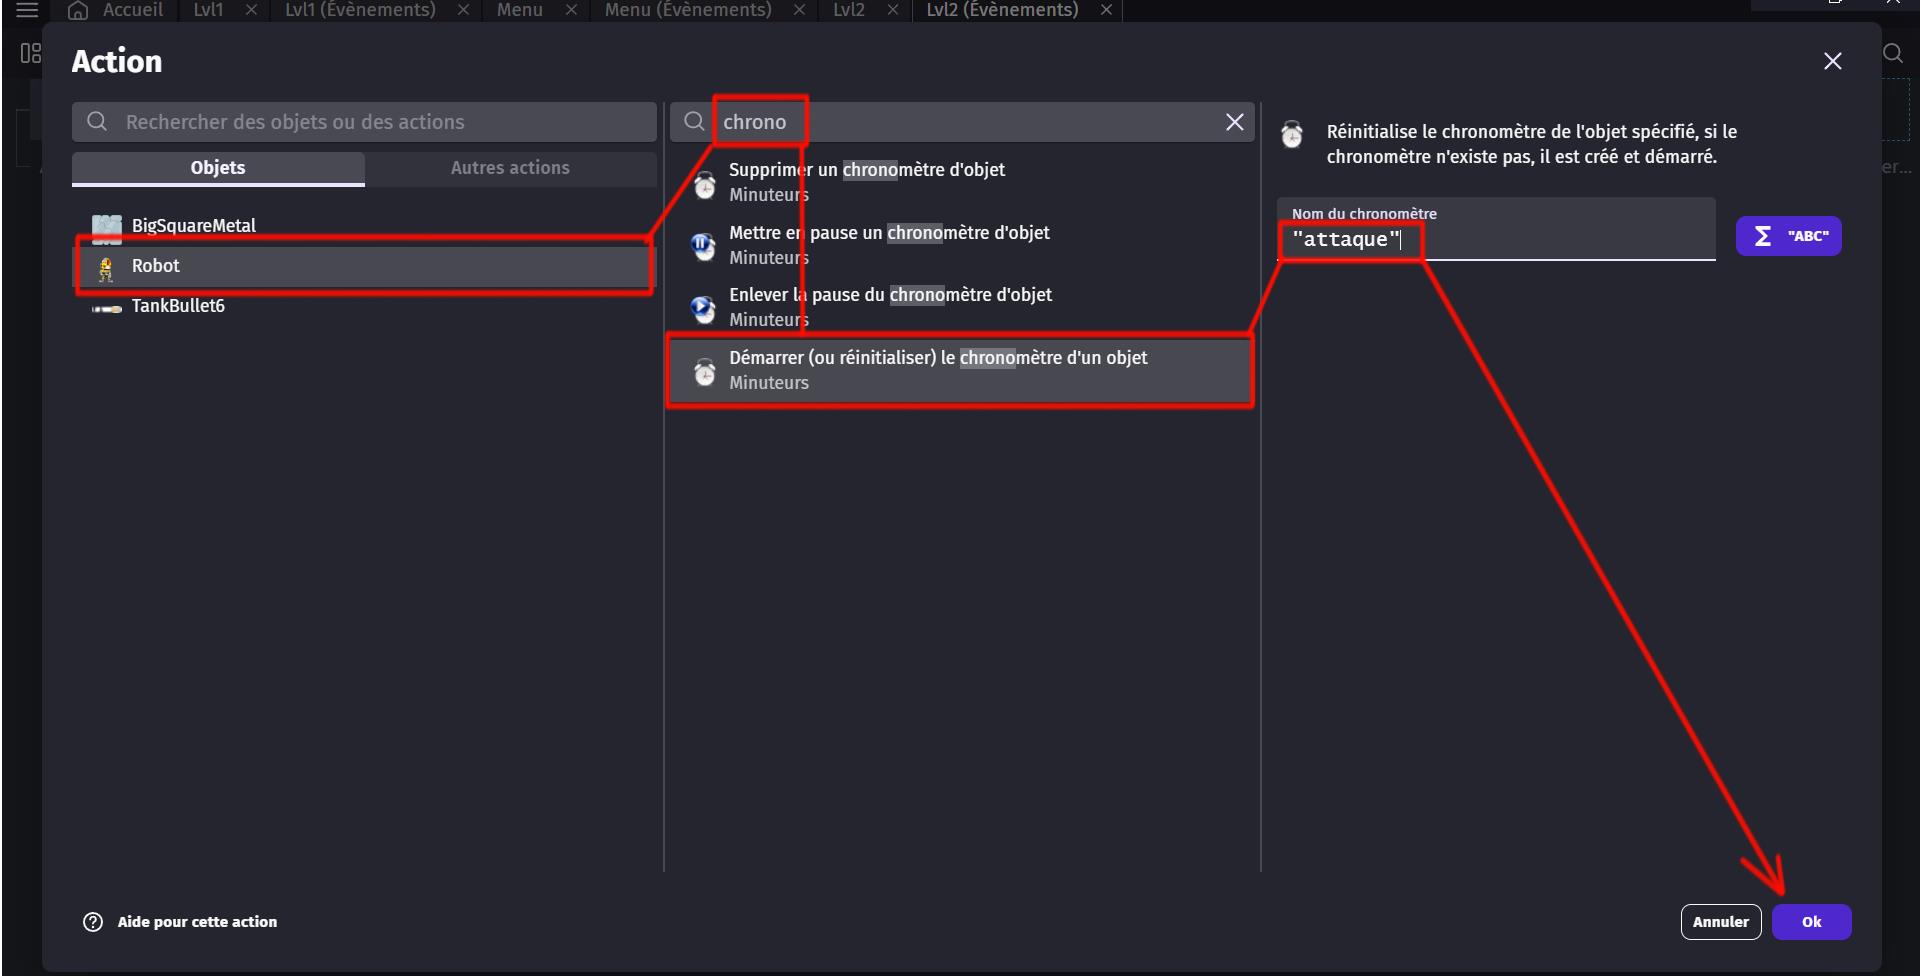 Accueil
Lvl1
Lvl1 (Évènements)
Menu
Menu (Évènements)
Lvl2
Lvl2 (Évènements)
Action
Rechercher des objets ou des actions
Objets
Autres actions
BigSquareMetal
Robot
TankBullet6
chrono
Supprimer un chronomètre d'objet
Minuteurs
Mettre en pause un chronomètre d'objet
Minuteurs
Enlever la pause du chronomètre d'objet
Minuteurs
Démarrer (ou réinitialiser) le chronomètre d'un objet
Minuteurs
Réinitialise le chronomètre de l'objet spécifié, si le
chronomètre n'existe pas, il est créé et démarré.
Nom du chronomètre
"attaque"
Σ "ABC"
er...
Aide pour cette action
Annuler
Ok